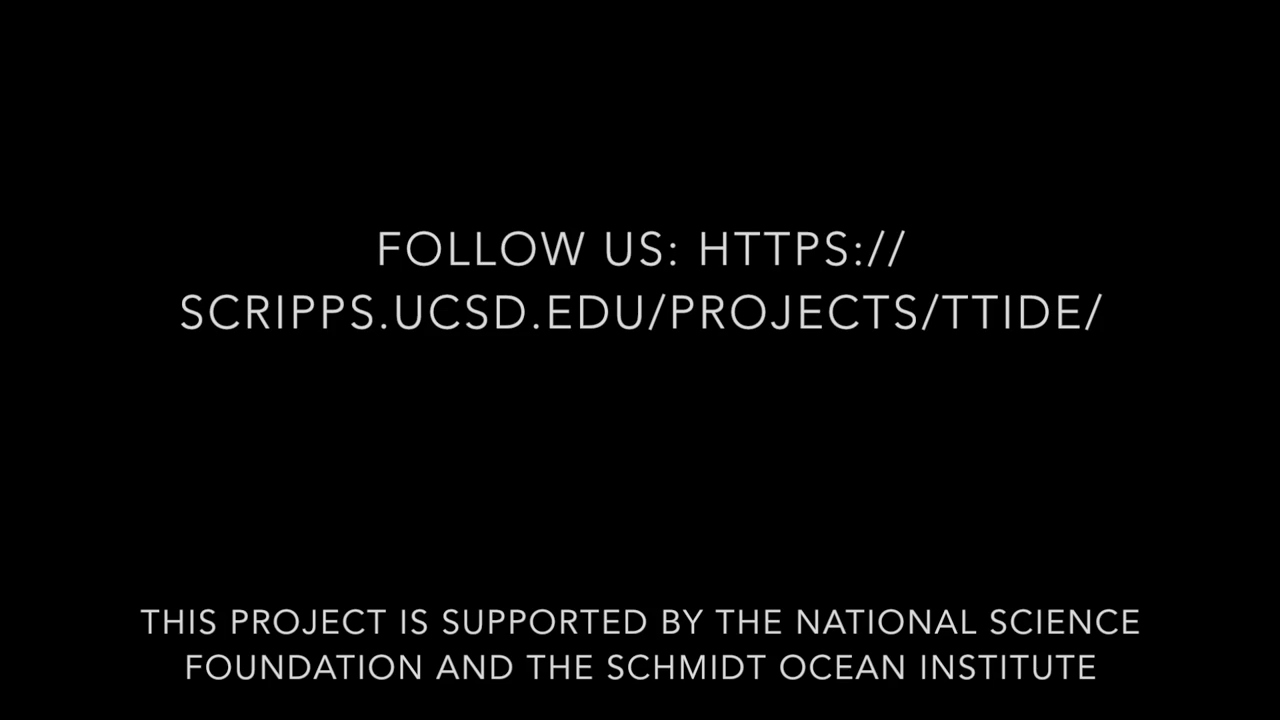 FOLLOW US: HTTPS://
SCRIPPS.UCSD.EDU/PROJECTS/TTIDE/
THIS PROJECT IS SUPPORTED BY THE NATIONAL SCIENCE
FOUNDATION AND THE SCHMIDT OCEAN INSTITUTE